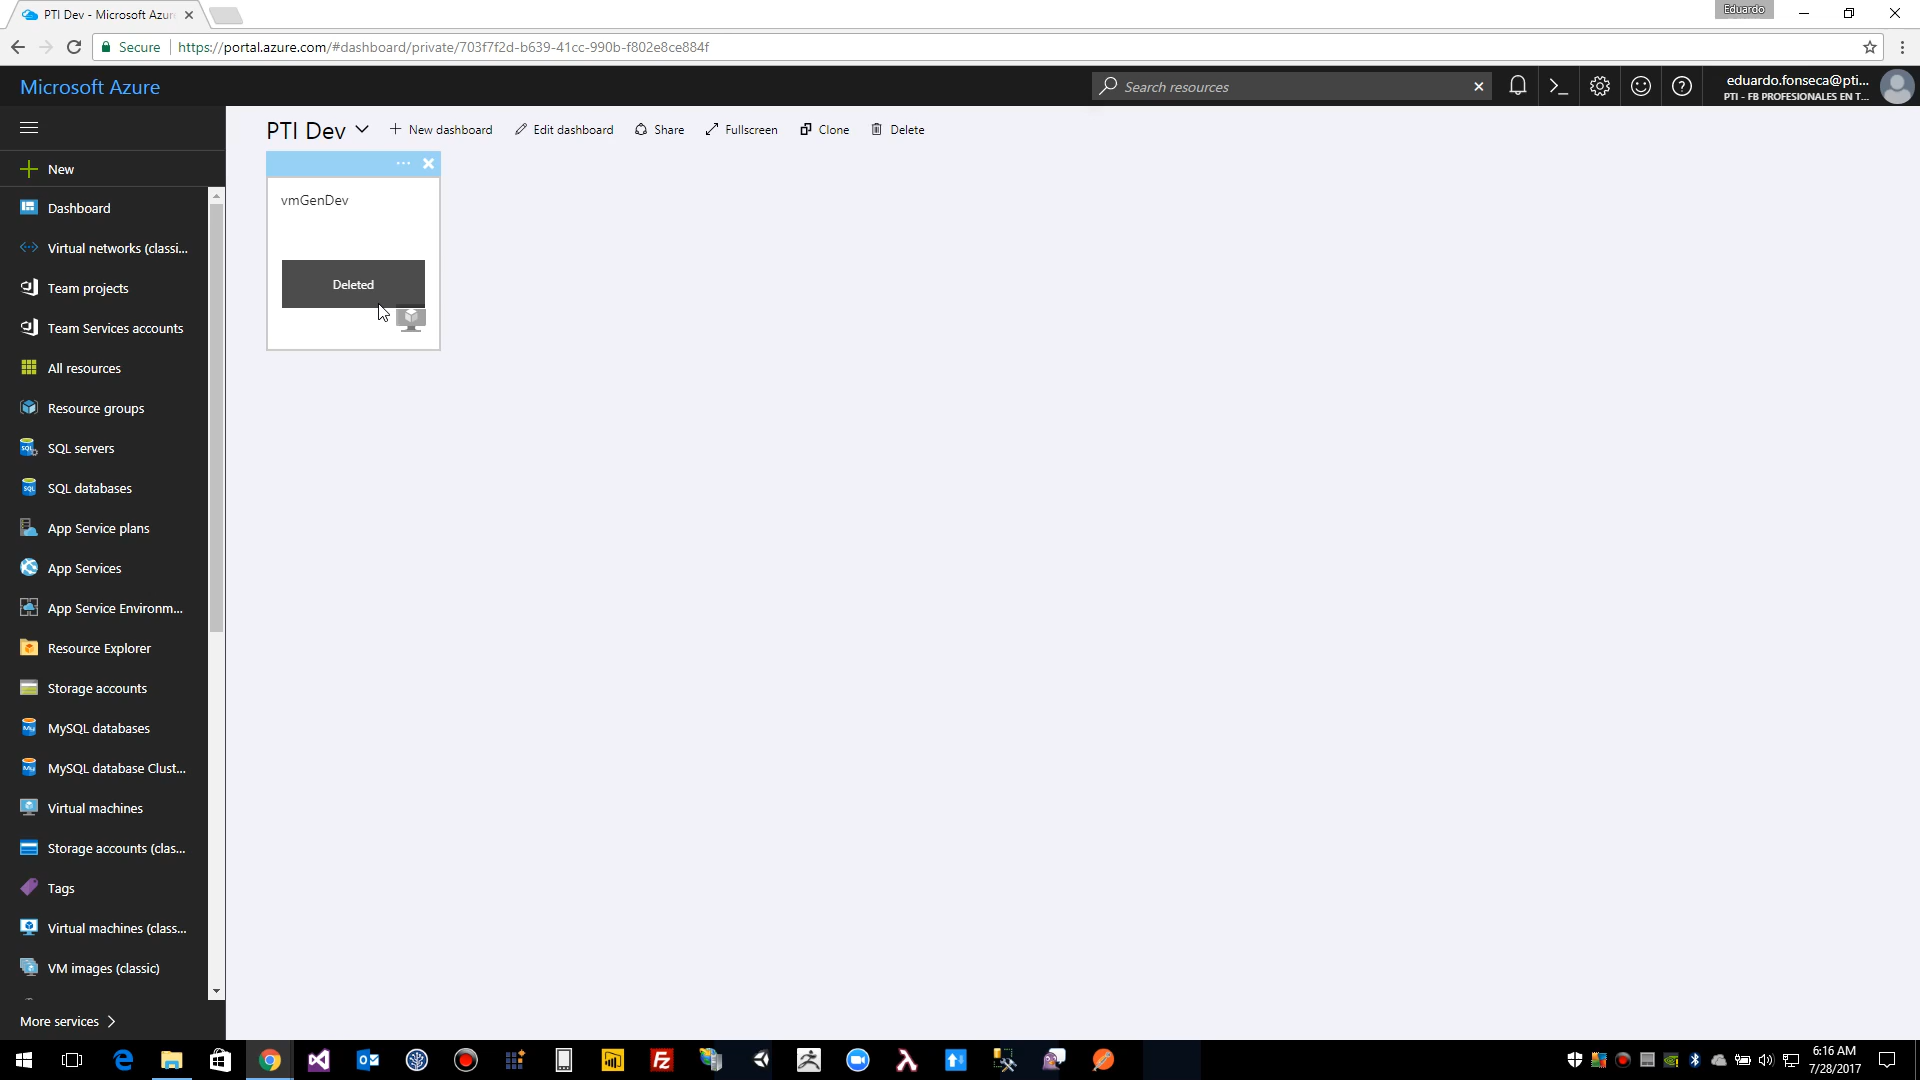 PTI Dev - Microsoft Azur
Eduardo
Secure
https://portal.azure.com/#dashboard/private/703f7f2d-b639-41cc-990b-f802e8ce884f
Microsoft Azure
Search resources
eduardo.fonseca@pti...
PTI - FB PROFESIONALES EN T...
PTI Dev
New dashboard
Edit dashboard
Share
Fullscreen
Clone
Delete
vmGenDev
Deleted
New
Dashboard
Virtual networks (classi...
Team projects
Team Services accounts
All resources
Resource groups
SQL servers
SQL databases
App Service plans
App Services
App Service Environm...
Resource Explorer
Storage accounts
MySQL databases
MySQL database Clust...
Virtual machines
Storage accounts (clas...
Tags
Virtual machines (class...
VM images (classic)
More services
6:16 AM
7/28/2017